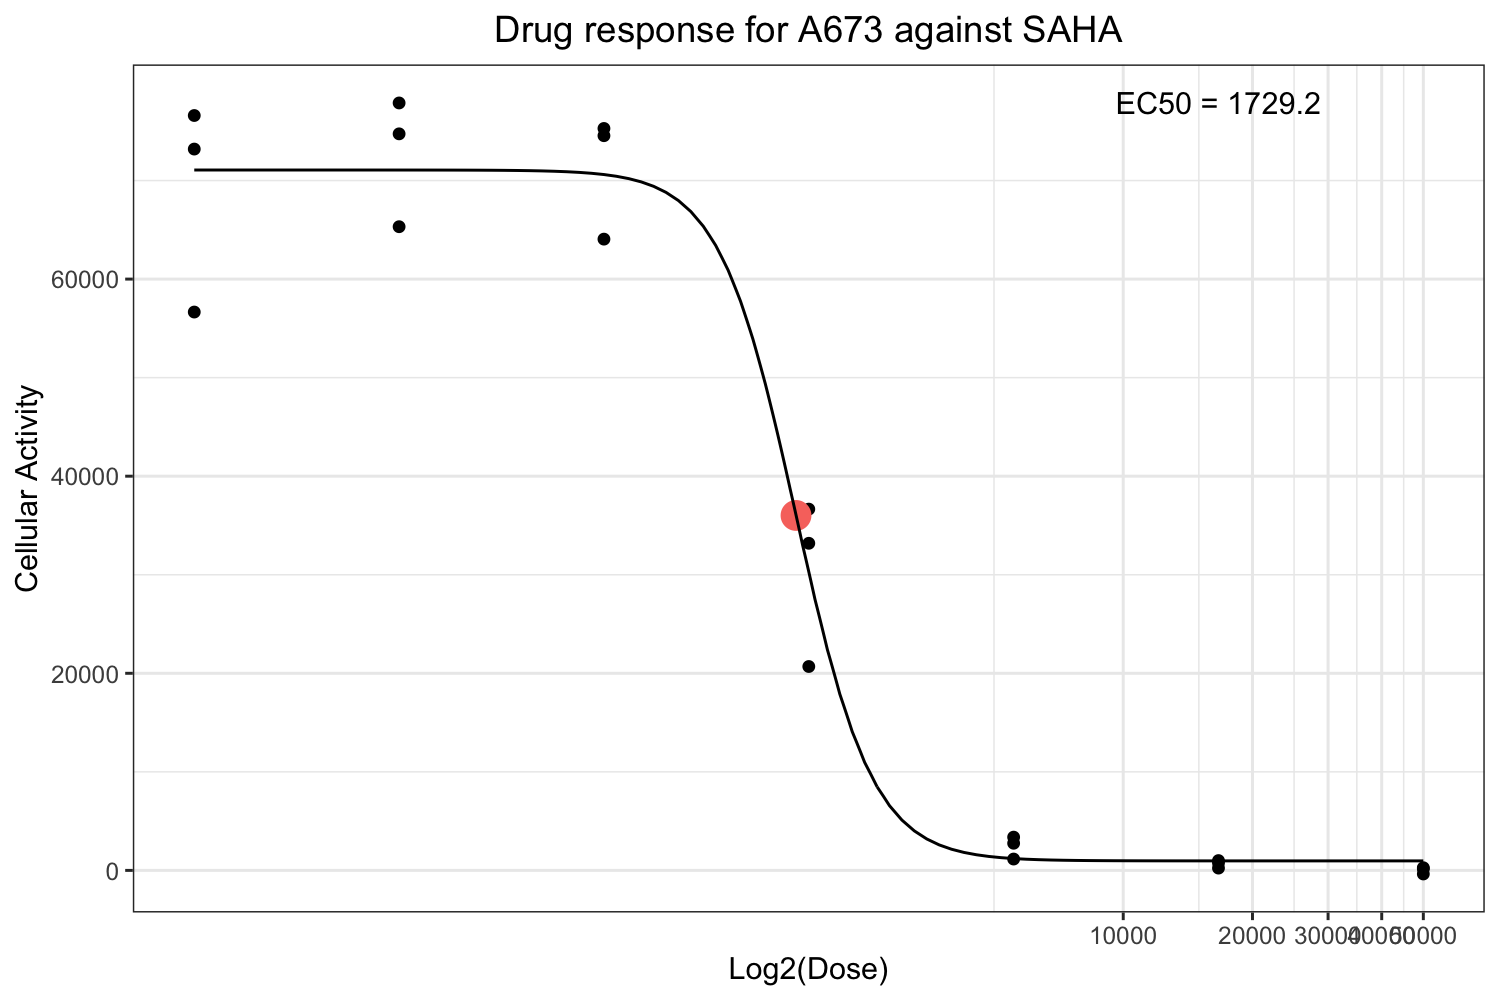 Drug response for A673 against SAHA
EC50 = 1729.2
Cellular Activity
60000
40000
20000
0
10000 20000 30000 40000 50000
Log2(Dose)